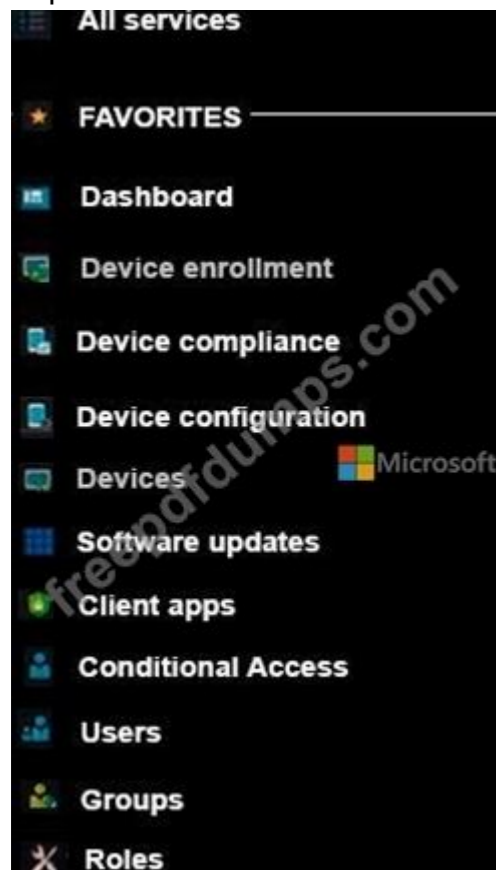 All services
FAVORITES
Dashboard
Device enrollment
Device compliance
Device configuration
Devices
Microsoft
Software updates
Client apps
Conditional Access
Users
Groups
Roles
freepdfdumps.com